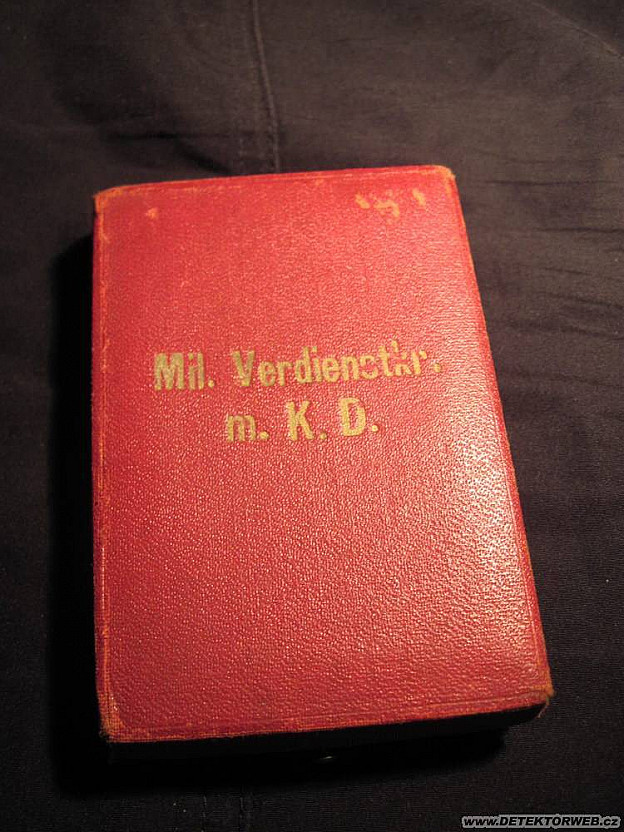 Mil. Verdienstkr.
m. K. D.
www.DETEKTORWEB.cz